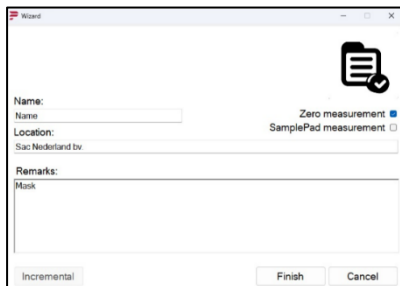 Wizard
Name:
Name
Zero measurement
SamplePad measurement
Location:
Sac Nederland bv.
Remarks:
Mask
Incremental
Finish
Cancel